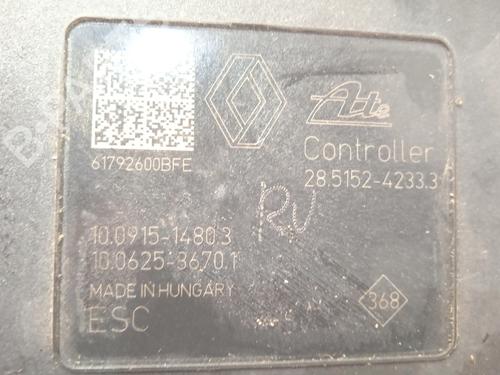 Ate
Controller
61792600BFE
28.5152-4233.3
RV
10.0915-1480.3
10.0625-3670.1
MADE IN HUNGARY
368
ESC